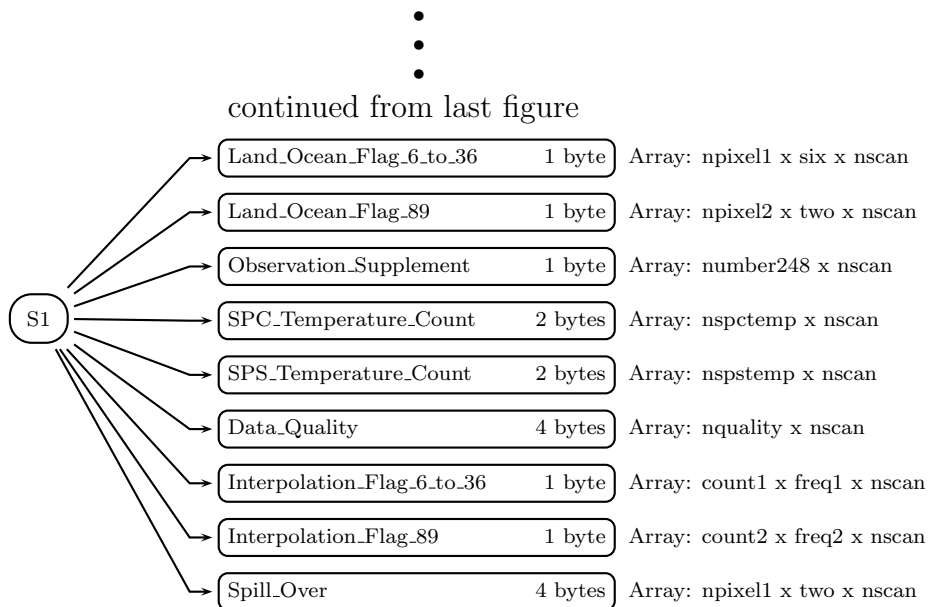 continued from last figure
Land_Ocean_Flag_6_to_36 1 byte Array: npixel1 x six x nscan
Land_Ocean_Flag_89 1 byte Array: npixel2 x two x nscan
Observation_Supplement 1 byte Array: number248 x nscan
S1
SPC_Temperature_Count 2 bytes Array: nspctemp x nscan
SPS_Temperature_Count 2 bytes Array: nspstemp x nscan
Data_Quality 4 bytes Array: nquality x nscan
Interpolation_Flag_6_to_36 1 byte Array: count1 x freq1 x nscan
Interpolation_Flag_89 1 byte Array: count2 x freq2 x nscan
Spill_Over 4 bytes Array: npixel1 x two x nscan